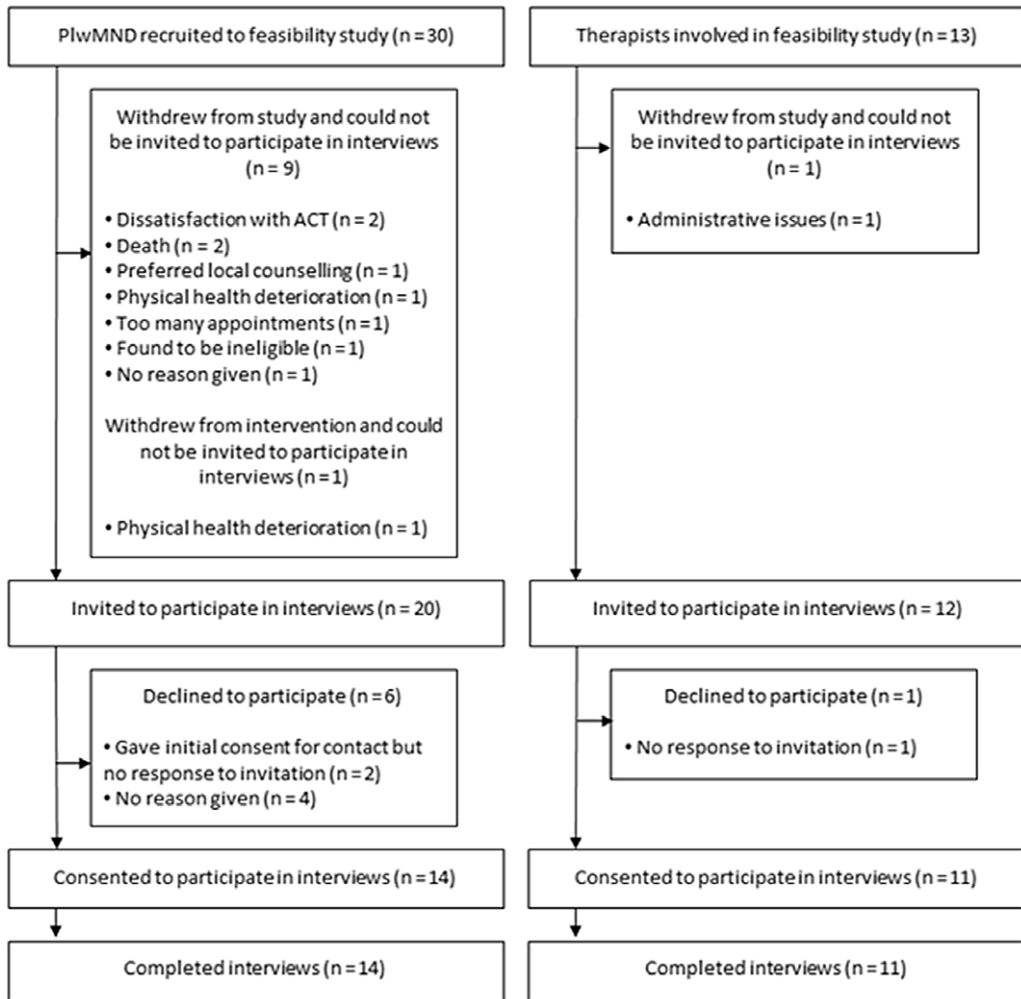 PlwMND recruited to feasibility study (n = 30)
Withdrew from study and could not
be invited to participate in interviews
(n = 9)
• Dissatisfaction with ACT (n = 2)
• Death (n = 2)
• Preferred local counselling (n = 1)
• Physical health deterioration (n = 1)
• Too many appointments (n = 1)
• Found to be ineligible (n = 1)
• No reason given (n = 1)
Withdrew from intervention and could
not be invited to participate in
interviews (n = 1)
• Physical health deterioration (n = 1)
Invited to participate in interviews (n = 20)
Declined to participate (n = 6)
• Gave initial consent for contact but
no response to invitation (n = 2)
• No reason given (n = 4)
Consented to participate in interviews (n = 14)
Completed interviews (n = 14)
Therapists involved in feasibility study (n = 13)
Withdrew from study and could not
be invited to participate in interviews
(n = 1)
• Administrative issues (n = 1)
Invited to participate in interviews (n = 12)
Declined to participate (n = 1)
• No response to invitation (n = 1)
Consented to participate in interviews (n = 11)
Completed interviews (n = 11)